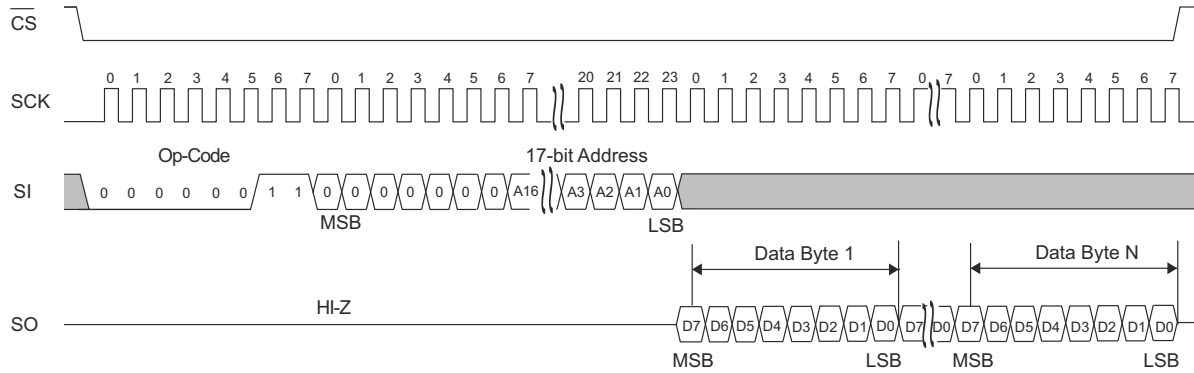 CS
0 1 2 3 4 5 6 7 0 1 2 3 4 5 6 7 20 21 22 23 0 1 2 3 4 5 6 7 0 7 0 1 2 3 4 5 6 7
SCK
Op-Code 17-bit Address
SI 0 0 0 0 0 0 1 1 0 0 0 0 0 0 0 A16 A3 A2 A1 A0
MSB LSB
Data Byte 1 Data Byte N
HI-Z
SO D7 D6 D5 D4 D3 D2 D1 D0 D7 D0 D7 D6 D5 D4 D3 D2 D1 D0
MSB LSB MSB LSB